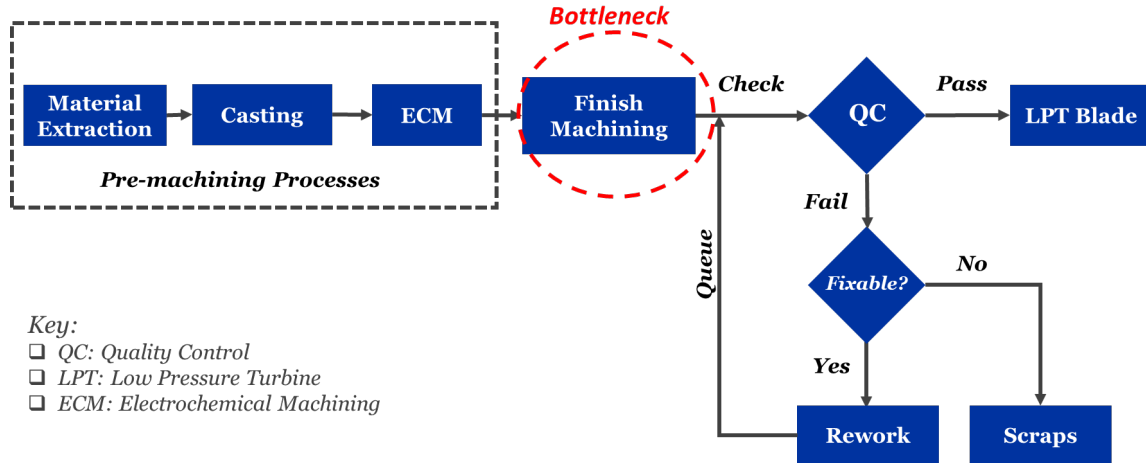 Bottleneck
Material
Extraction
Casting
ECM
Pre-machining Processes
Finish
Machining
Check
QC
Pass
LPT Blade
Fail
Fixable?
No
Yes
Queue
Rework
Scraps
Key:
❑ QC: Quality Control
❑ LPT: Low Pressure Turbine
❑ ECM: Electrochemical Machining